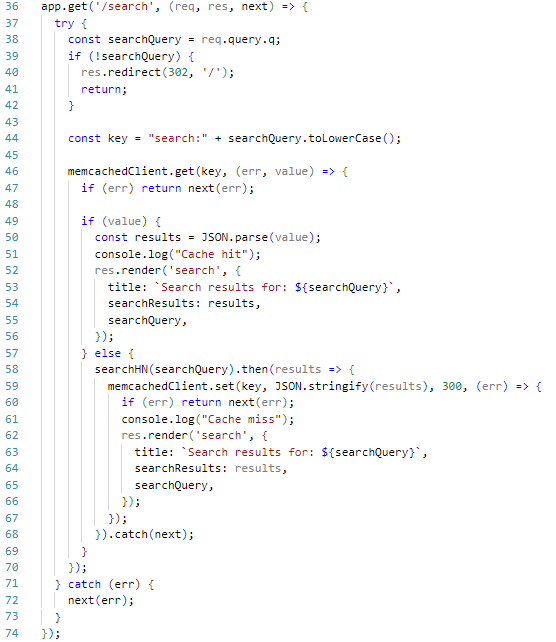 36 app.get('/search', (req, res, next) => {
37   try {
38     const searchQuery = req.query.q;
39     if (!searchQuery) {
40       res.redirect(302, '/');
41       return;
42     }
43
44     const key = "search:" + searchQuery.toLowerCase();
45
46     memcachedClient.get(key, (err, value) => {
47       if (err) return next(err);
48
49       if (value) {
50         const results = JSON.parse(value);
51         console.log("Cache hit");
52         res.render('search', {
53           title: `Search results for: ${searchQuery}`,
54           searchResults: results,
55           searchQuery,
56         });
57       } else {
58         searchHN(searchQuery).then(results => {
59           memcachedClient.set(key, JSON.stringify(results), 300, (err) => {
60             if (err) return next(err);
61             console.log("Cache miss");
62             res.render('search', {
63               title: `Search results for: ${searchQuery}`,
64               searchResults: results,
65               searchQuery,
66             });
67           });
68         }).catch(next);
69       }
70     });
71   } catch (err) {
72     next(err);
73   }
74 });